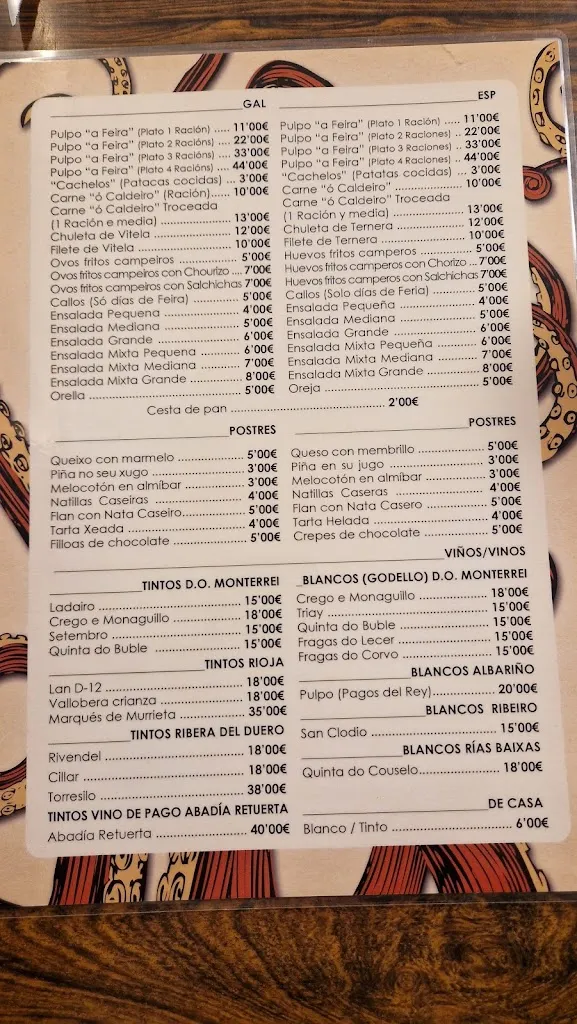 GAL
Pulpo "a Feira" (Plato 1 Ración) ..... 11'00€
Pulpo "a Feira" (Plato 2 Racións) .... 22'00€
Pulpo "a Feira" (Plato 3 Racións) .... 33'00€
Pulpo "a Feira" (Plato 4 Racións) .... 44'00€
"Cachelos" (Patacas cocidas) ... 3'00€
Carne "ó Caldeiro" (Ración)...... 10'00€
Carne "ó Caldeiro" Troceada
(1 Ración e media) ................... 13'00€
Chuleta de Vitela ..................... 12'00€
Filete de Vitela ......................... 10'00€
Ovos fritos campeiros ............... 5'00€
Ovos fritos campeiros con Chourizo ... 7'00€
Ovos fritos campeiros con Salchichas 7'00€
Callos (Só días de Feira) ........... 5'00€
Ensalada Pequena ................... 4'00€
Ensalada Mediana ................... 5'00€
Ensalada Grande ..................... 6'00€
Ensalada Mixta Pequena .......... 6'00€
Ensalada Mixta Mediana .......... 7'00€
Ensalada Mixta Grande ............ 8'00€
Orella ......................................... 5'00€
ESP
Pulpo "a Feira" (Plato 1 Ración) ..... 11'00€
Pulpo "a Feira" (Plato 2 Raciones) .. 22'00€
Pulpo "a Feira" (Plato 3 Raciones) .. 33'00€
Pulpo "a Feira" (Plato 4 Raciones) .. 44'00€
"Cachelos" (Patatas cocidas) ... 3'00€
Carne "ó Caldeiro" .................... 10'00€
Carne "ó Caldeiro" Troceada
(1 Ración y media) ................... 13'00€
Chuleta de Ternera ................... 12'00€
Filete de Ternera ....................... 10'00€
Huevos fritos camperos ............ 5'00€
Huevos fritos camperos con Chorizo .. 7'00€
Huevos fritos camperos con Salchichas 7'00€
Callos (Solo días de Feria) ......... 5'00€
Ensalada Pequeña ................... 4'00€
Ensalada Mediana ................... 5'00€
Ensalada Grande ..................... 6'00€
Ensalada Mixta Pequeña .......... 6'00€
Ensalada Mixta Mediana .......... 7'00€
Ensalada Mixta Grande ............ 8'00€
Oreja ......................................... 5'00€
Cesta de pan ................................... 2'00€
POSTRES
Queixo con marmelo ................ 5'00€
Piña no seu xugo ...................... 3'00€
Melocotón en almíbar .............. 3'00€
Natillas Caseiras ...................... 4'00€
Flan con Nata Caseiro............... 5'00€
Tarta Xeada .............................. 4'00€
Filloas de chocolate .................. 5'00€
POSTRES
Queso con membrillo ................ 5'00€
Piña en su jugo .......................... 3'00€
Melocotón en almíbar .............. 3'00€
Natillas Caseras ....................... 4'00€
Flan con Nata Casero ............... 5'00€
Tarta Helada ............................. 4'00€
Crepes de chocolate ................ 5'00€
VIÑOS/VINOS
TINTOS D.O. MONTERREI
Ladairo ...................................... 15'00€
Crego e Monaguillo .................. 18'00€
Setembro .................................. 15'00€
Quinta do Buble ....................... 15'00€
TINTOS RIOJA
Lan D-12 .................................... 18'00€
Vallobera crianza ..................... 18'00€
Marqués de Murrieta ............... 35'00€
TINTOS RIBERA DEL DUERO
Rivendel .................................... 18'00€
Cillar .......................................... 18'00€
Torresilo ..................................... 38'00€
TINTOS VINO DE PAGO ABADÍA RETUERTA
Abadía Retuerta ....................... 40'00€
BLANCOS (GODELLO) D.O. MONTERREI
Crego e Monaguillo .................. 18'00€
Triay ........................................... 15'00€
Quinta do Buble ....................... 15'00€
Fragas do Lecer ........................ 15'00€
Fragas do Corvo ....................... 15'00€
BLANCOS ALBARIÑO
Pulpo (Pagos del Rey)............... 20'00€
BLANCOS RIBEIRO
San Clodio ................................ 15'00€
BLANCOS RÍAS BAIXAS
Quinta do Couselo.................... 18'00€
DE CASA
Blanco / Tinto ............................ 6'00€